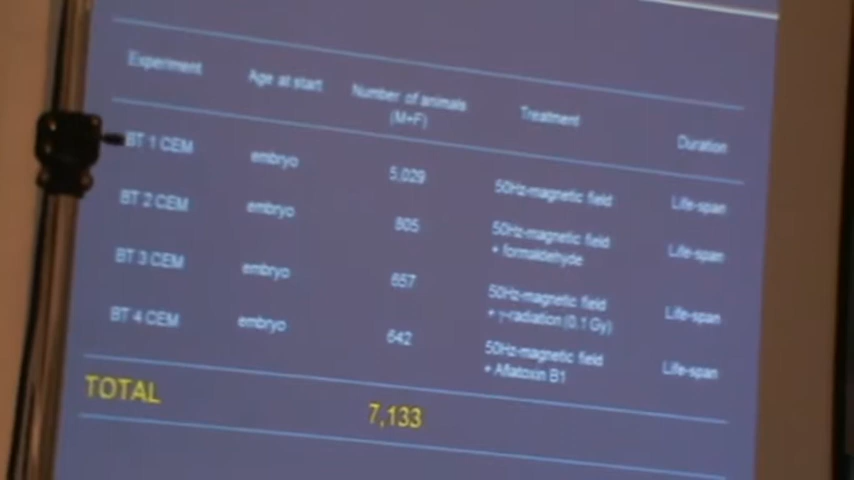 Experiment Age at start Number of animals (M+F) Treatment Duration
BT 1 CEM embryo 5,029 50Hz-magnetic field Life-span
BT 2 CEM embryo 805 50Hz-magnetic field + formaldehyde Life-span
BT 3 CEM embryo 657 50Hz-magnetic field + γ-radiation (0.1 Gy) Life-span
BT 4 CEM embryo 642 50Hz-magnetic field + Aflatoxin B1 Life-span
TOTAL 7,133